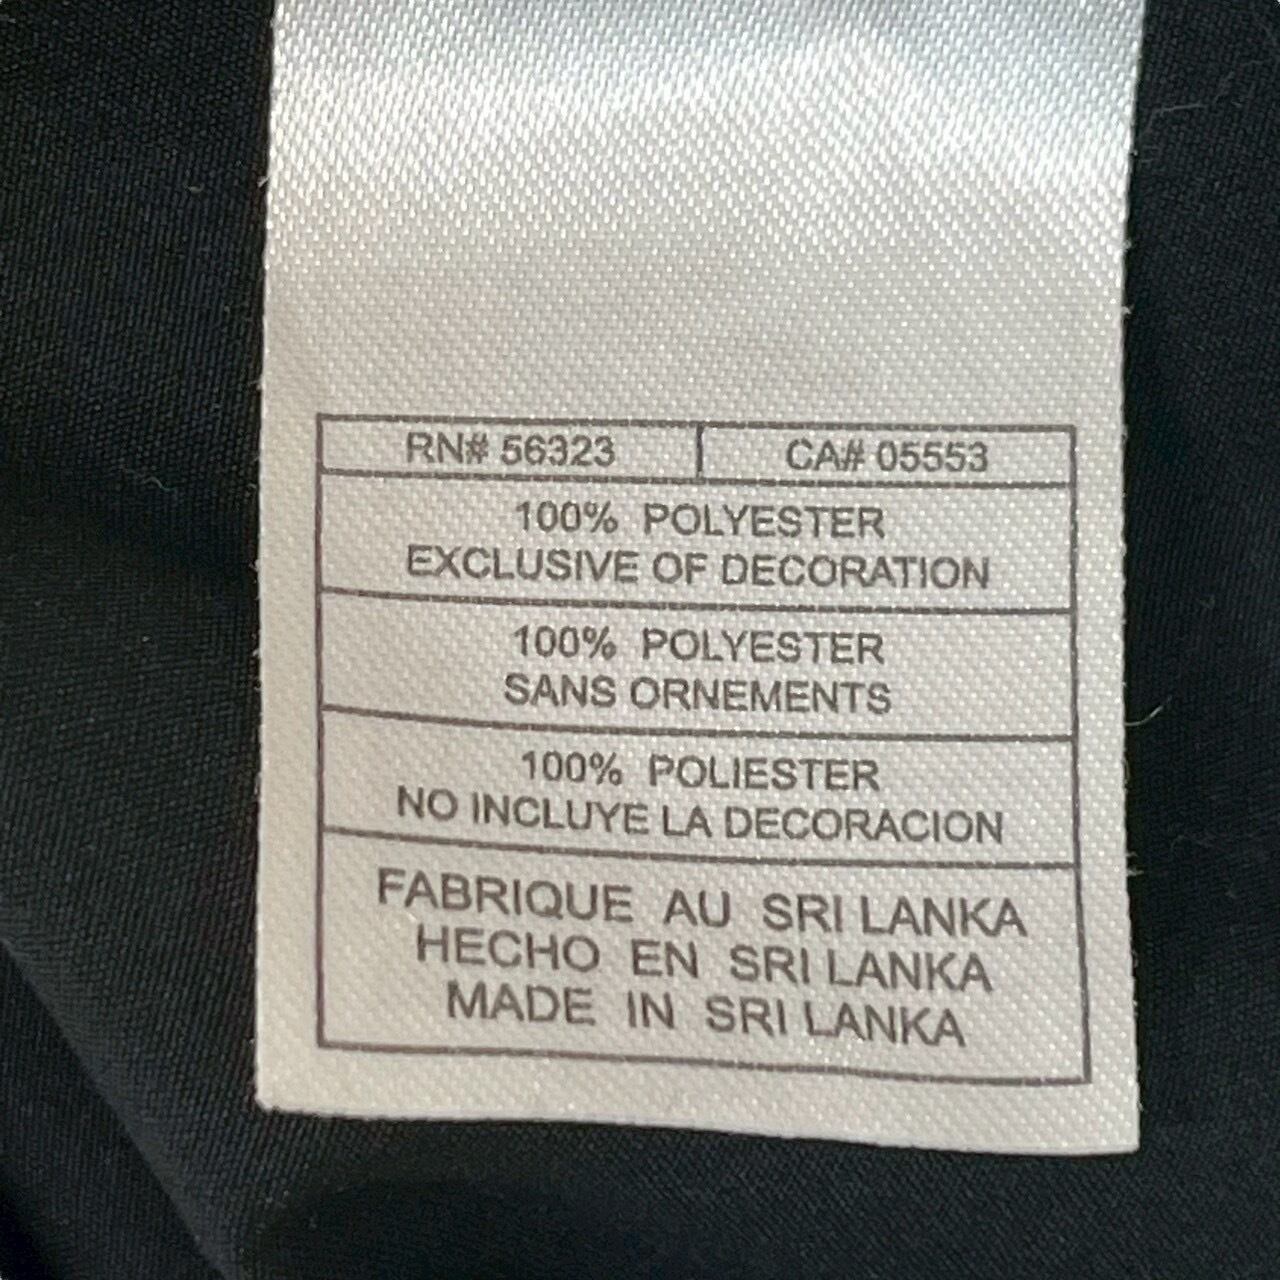 RN# 56323 CA# 05553
100% POLYESTER
EXCLUSIVE OF DECORATION
100% POLYESTER
SANS ORNEMENTS
100% POLIESTER
NO INCLUYE LA DECORACION
FABRIQUE AU SRI LANKA
HECHO EN SRI LANKA
MADE IN SRI LANKA